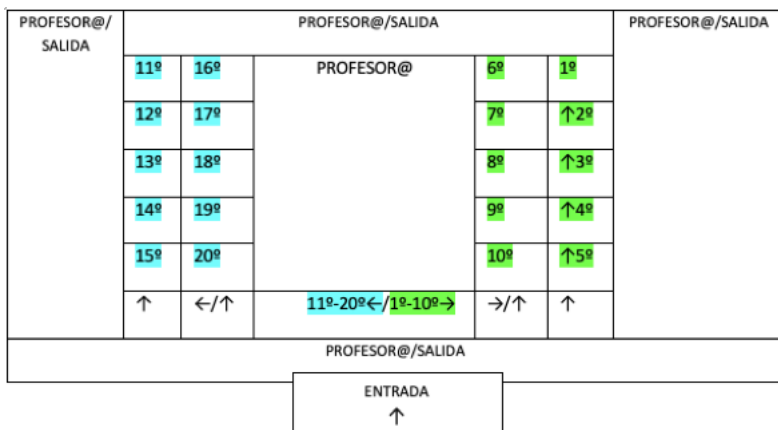 PROFESOR@/
SALIDA
PROFESOR@/SALIDA
PROFESOR@/SALIDA
11º 16º PROFESOR@ 6º 1º
12º 17º 7º ↑2º
13º 18º 8º ↑3º
14º 19º 9º ↑4º
15º 20º 10º ↑5º
↑ ←/↑ 11º-20º←/1º-10º→ →/↑ ↑
PROFESOR@/SALIDA
ENTRADA
↑